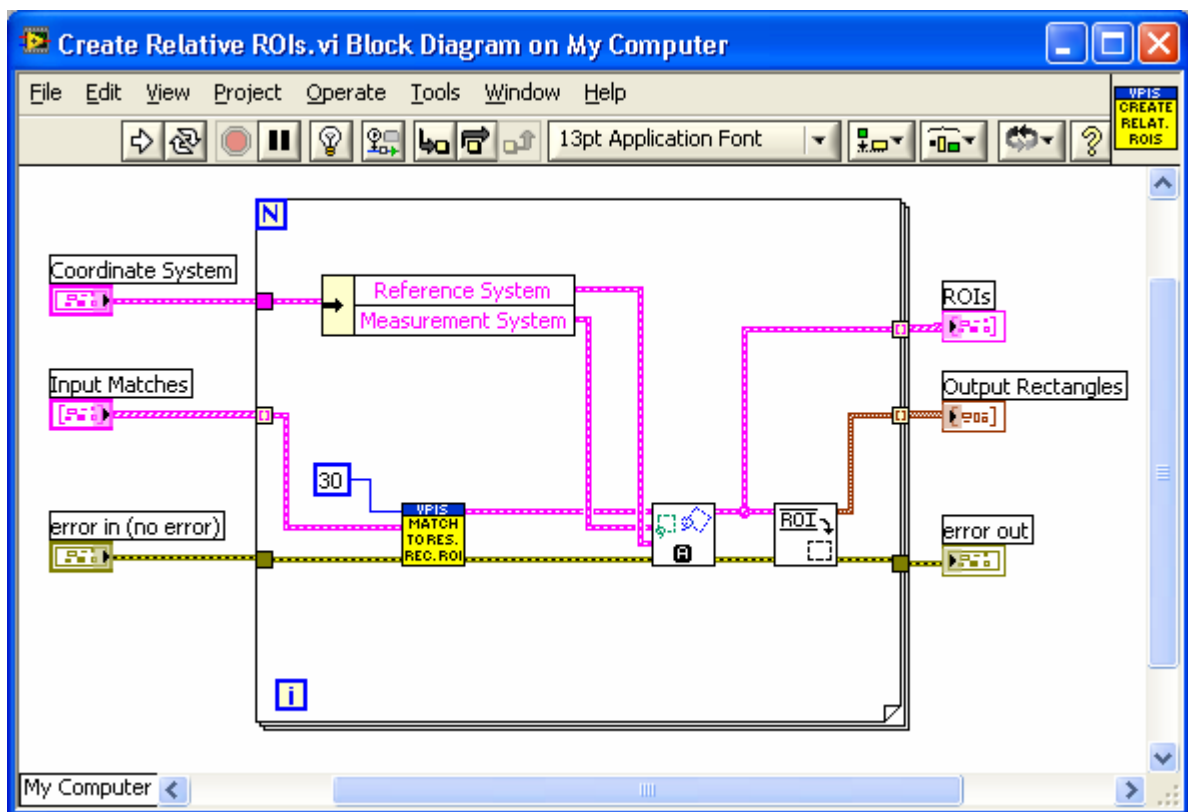 Create Relative ROIs.vi Block Diagram on My Computer
File Edit View Project Operate Tools Window Help
VPIS
CREATE
RELAT.
ROIS
13pt Application Font
?
N
Coordinate System
Reference System
Measurement System
ROIs
Input Matches
Output Rectangles
30
VPIS
MATCH
TO RES.
REC. ROI
ROI
A
error in (no error)
error out
i
My Computer